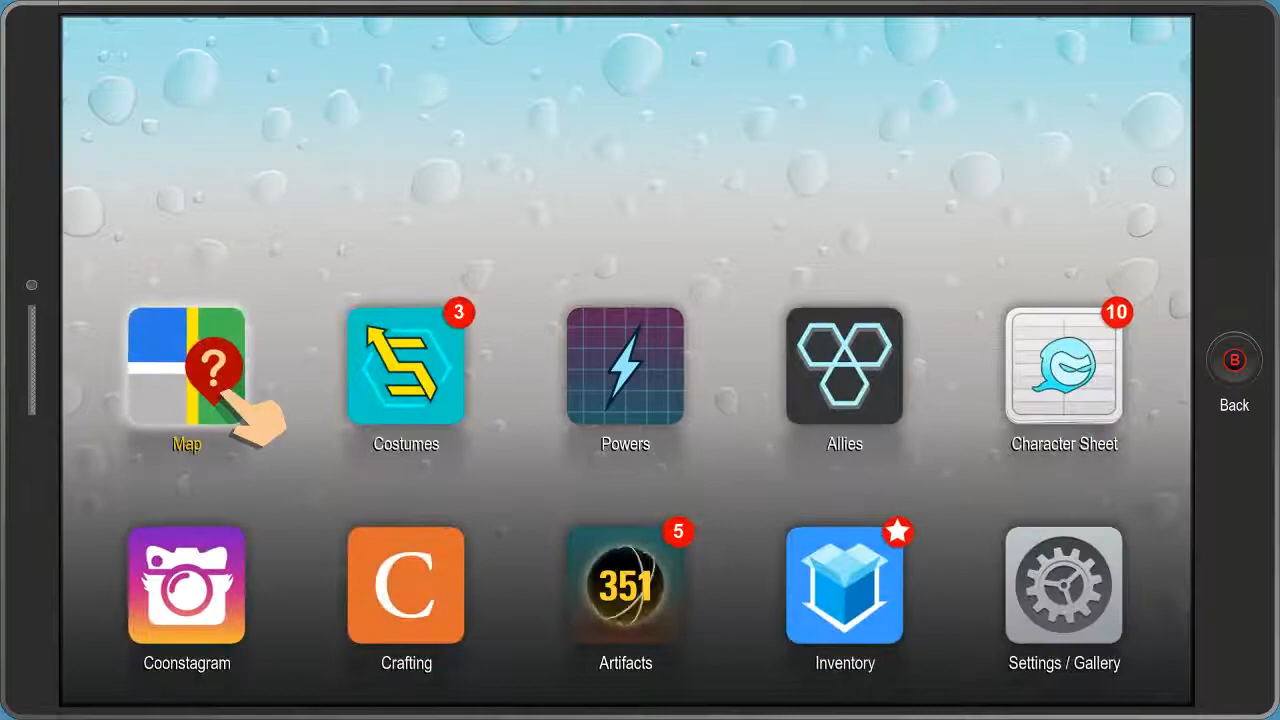 3
10
?
B
Back
Map
Costumes
Powers
Allies
Character Sheet
5
C
351
Coonstagram
Crafting
Artifacts
Inventory
Settings / Gallery